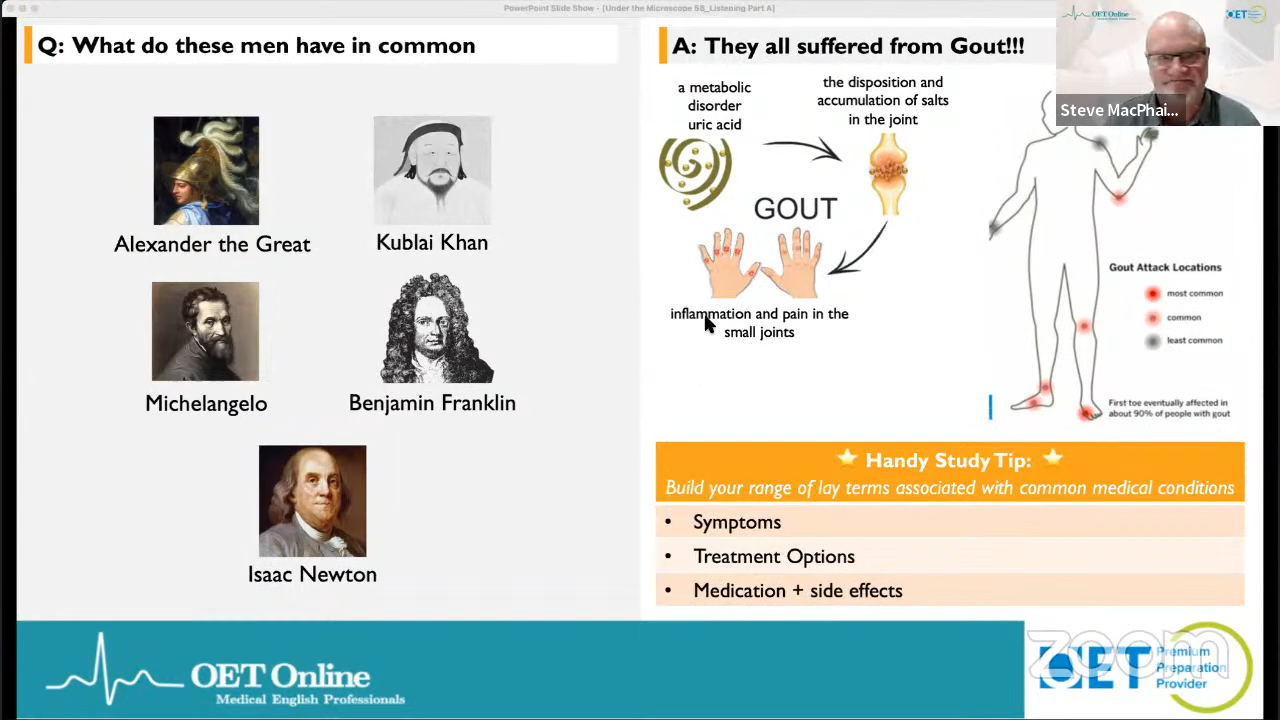 PowerPoint Slide Show - [Under the Microscope 58_Listening Part A]
Q: What do these men have in common
Alexander the Great
Kublai Khan
Michelangelo
Benjamin Franklin
Isaac Newton
A: They all suffered from Gout!!!
a metabolic
disorder
uric acid
the disposition and
accumulation of salts
in the joint
GOUT
inflammation and pain in the
small joints
Gout Attack Locations
most common
common
least common
First toe eventually affected in
about 90% of people with gout
Handy Study Tip:
Build your range of lay terms associated with common medical conditions
• Symptoms
• Treatment Options
• Medication + side effects
OET Online
OET
Steve MacPhai...
OET Online
Medical English Professionals
zoom
OET
Premium
Preparation
Provider